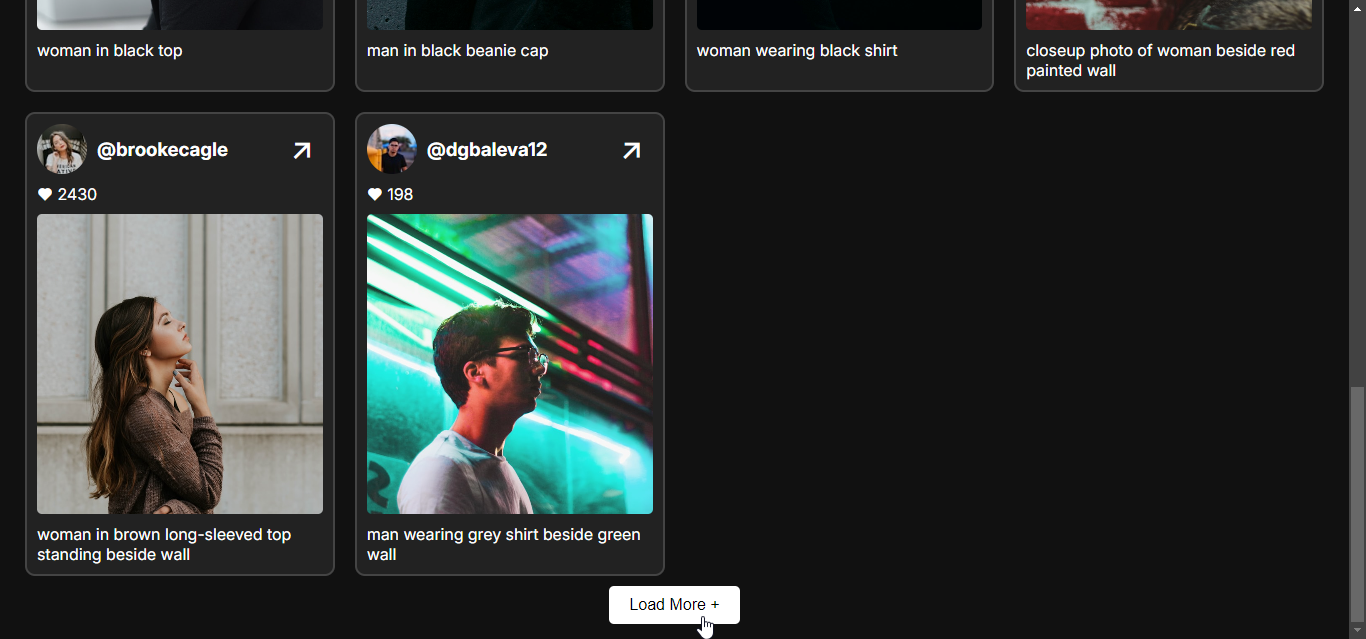 woman in black top
man in black beanie cap
woman wearing black shirt
closeup photo of woman beside red
painted wall
@brookecagle
2430
woman in brown long-sleeved top
standing beside wall
@dgbaleva12
198
man wearing grey shirt beside green
wall
Load More +